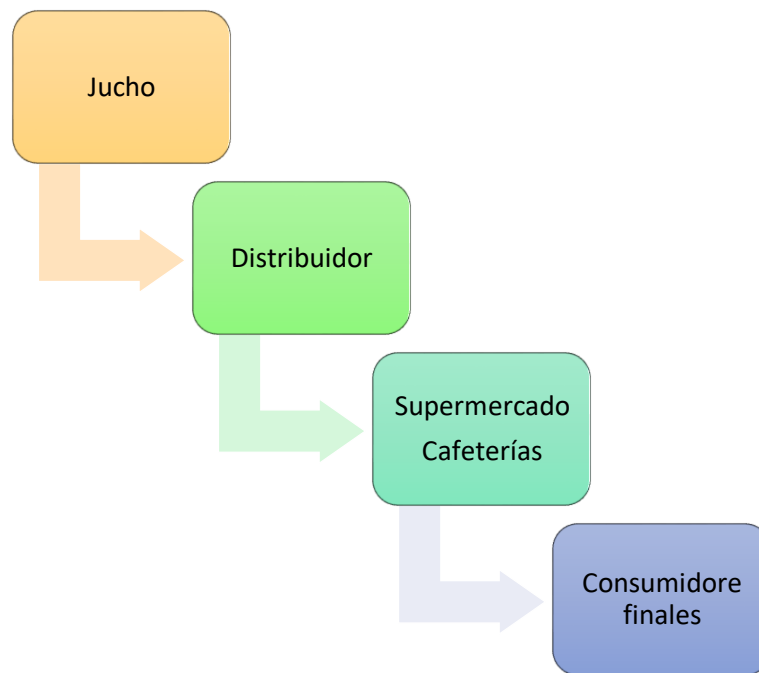 Jucho
Distribuidor
Supermercado
Cafeterías
Consumidore
finales